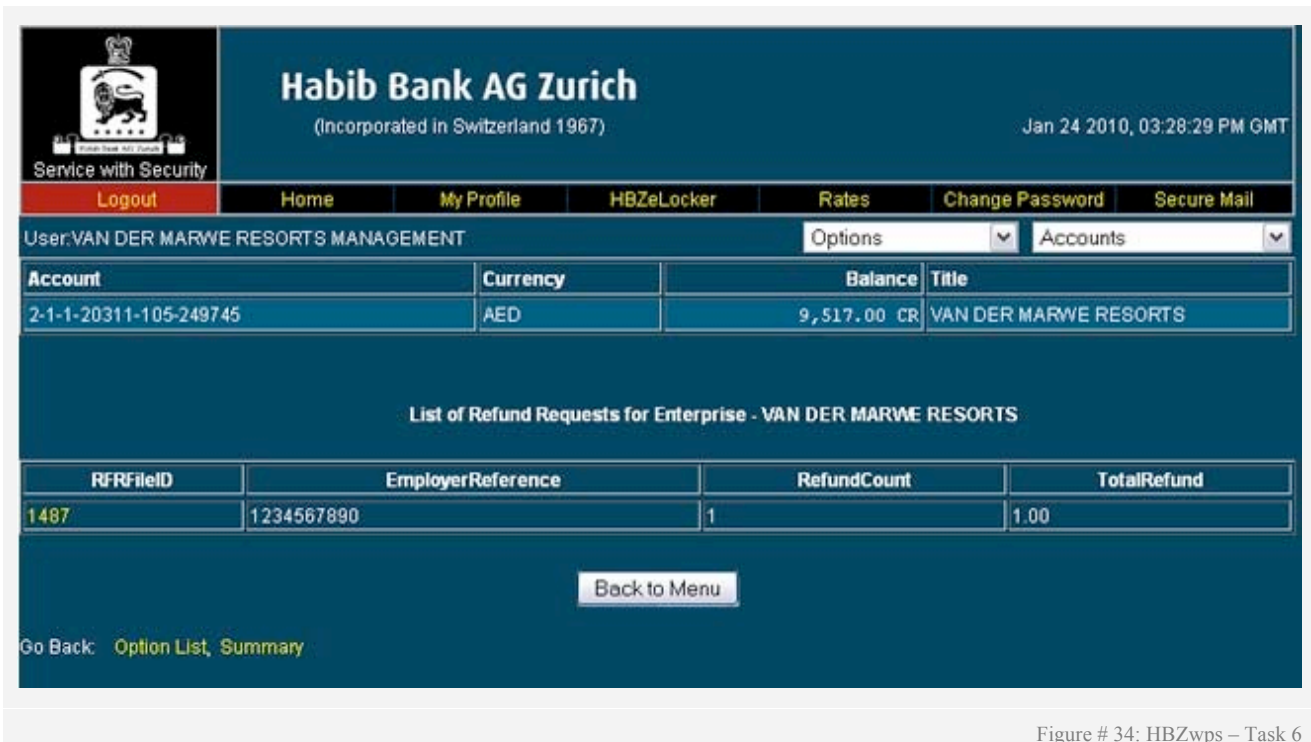 Habib Bank AG Zurich
(Incorporated in Switzerland 1967)
Jan 24 2010, 03:28:29 PM GMT
Habib Bank AG Zurich
Service with Security
Logout Home My Profile HBZeLocker Rates Change Password Secure Mail
User:VAN DER MARWE RESORTS MANAGEMENT Options Accounts
Account Currency Balance Title
2-1-1-20311-105-249745 AED 9,517.00 CR VAN DER MARWE RESORTS
List of Refund Requests for Enterprise - VAN DER MARWE RESORTS
RFRFileID EmployerReference RefundCount TotalRefund
1487 1234567890 1 1.00
Back to Menu
Go Back: Option List, Summary
Figure # 34: HBZwps – Task 6